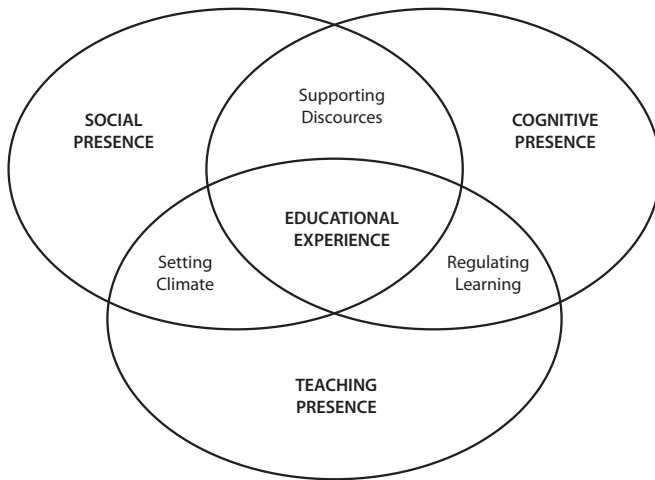 Supporting
Discources
SOCIAL
PRESENCE
COGNITIVE
PRESENCE
EDUCATIONAL
EXPERIENCE
Setting
Climate
Regulating
Learning
TEACHING
PRESENCE